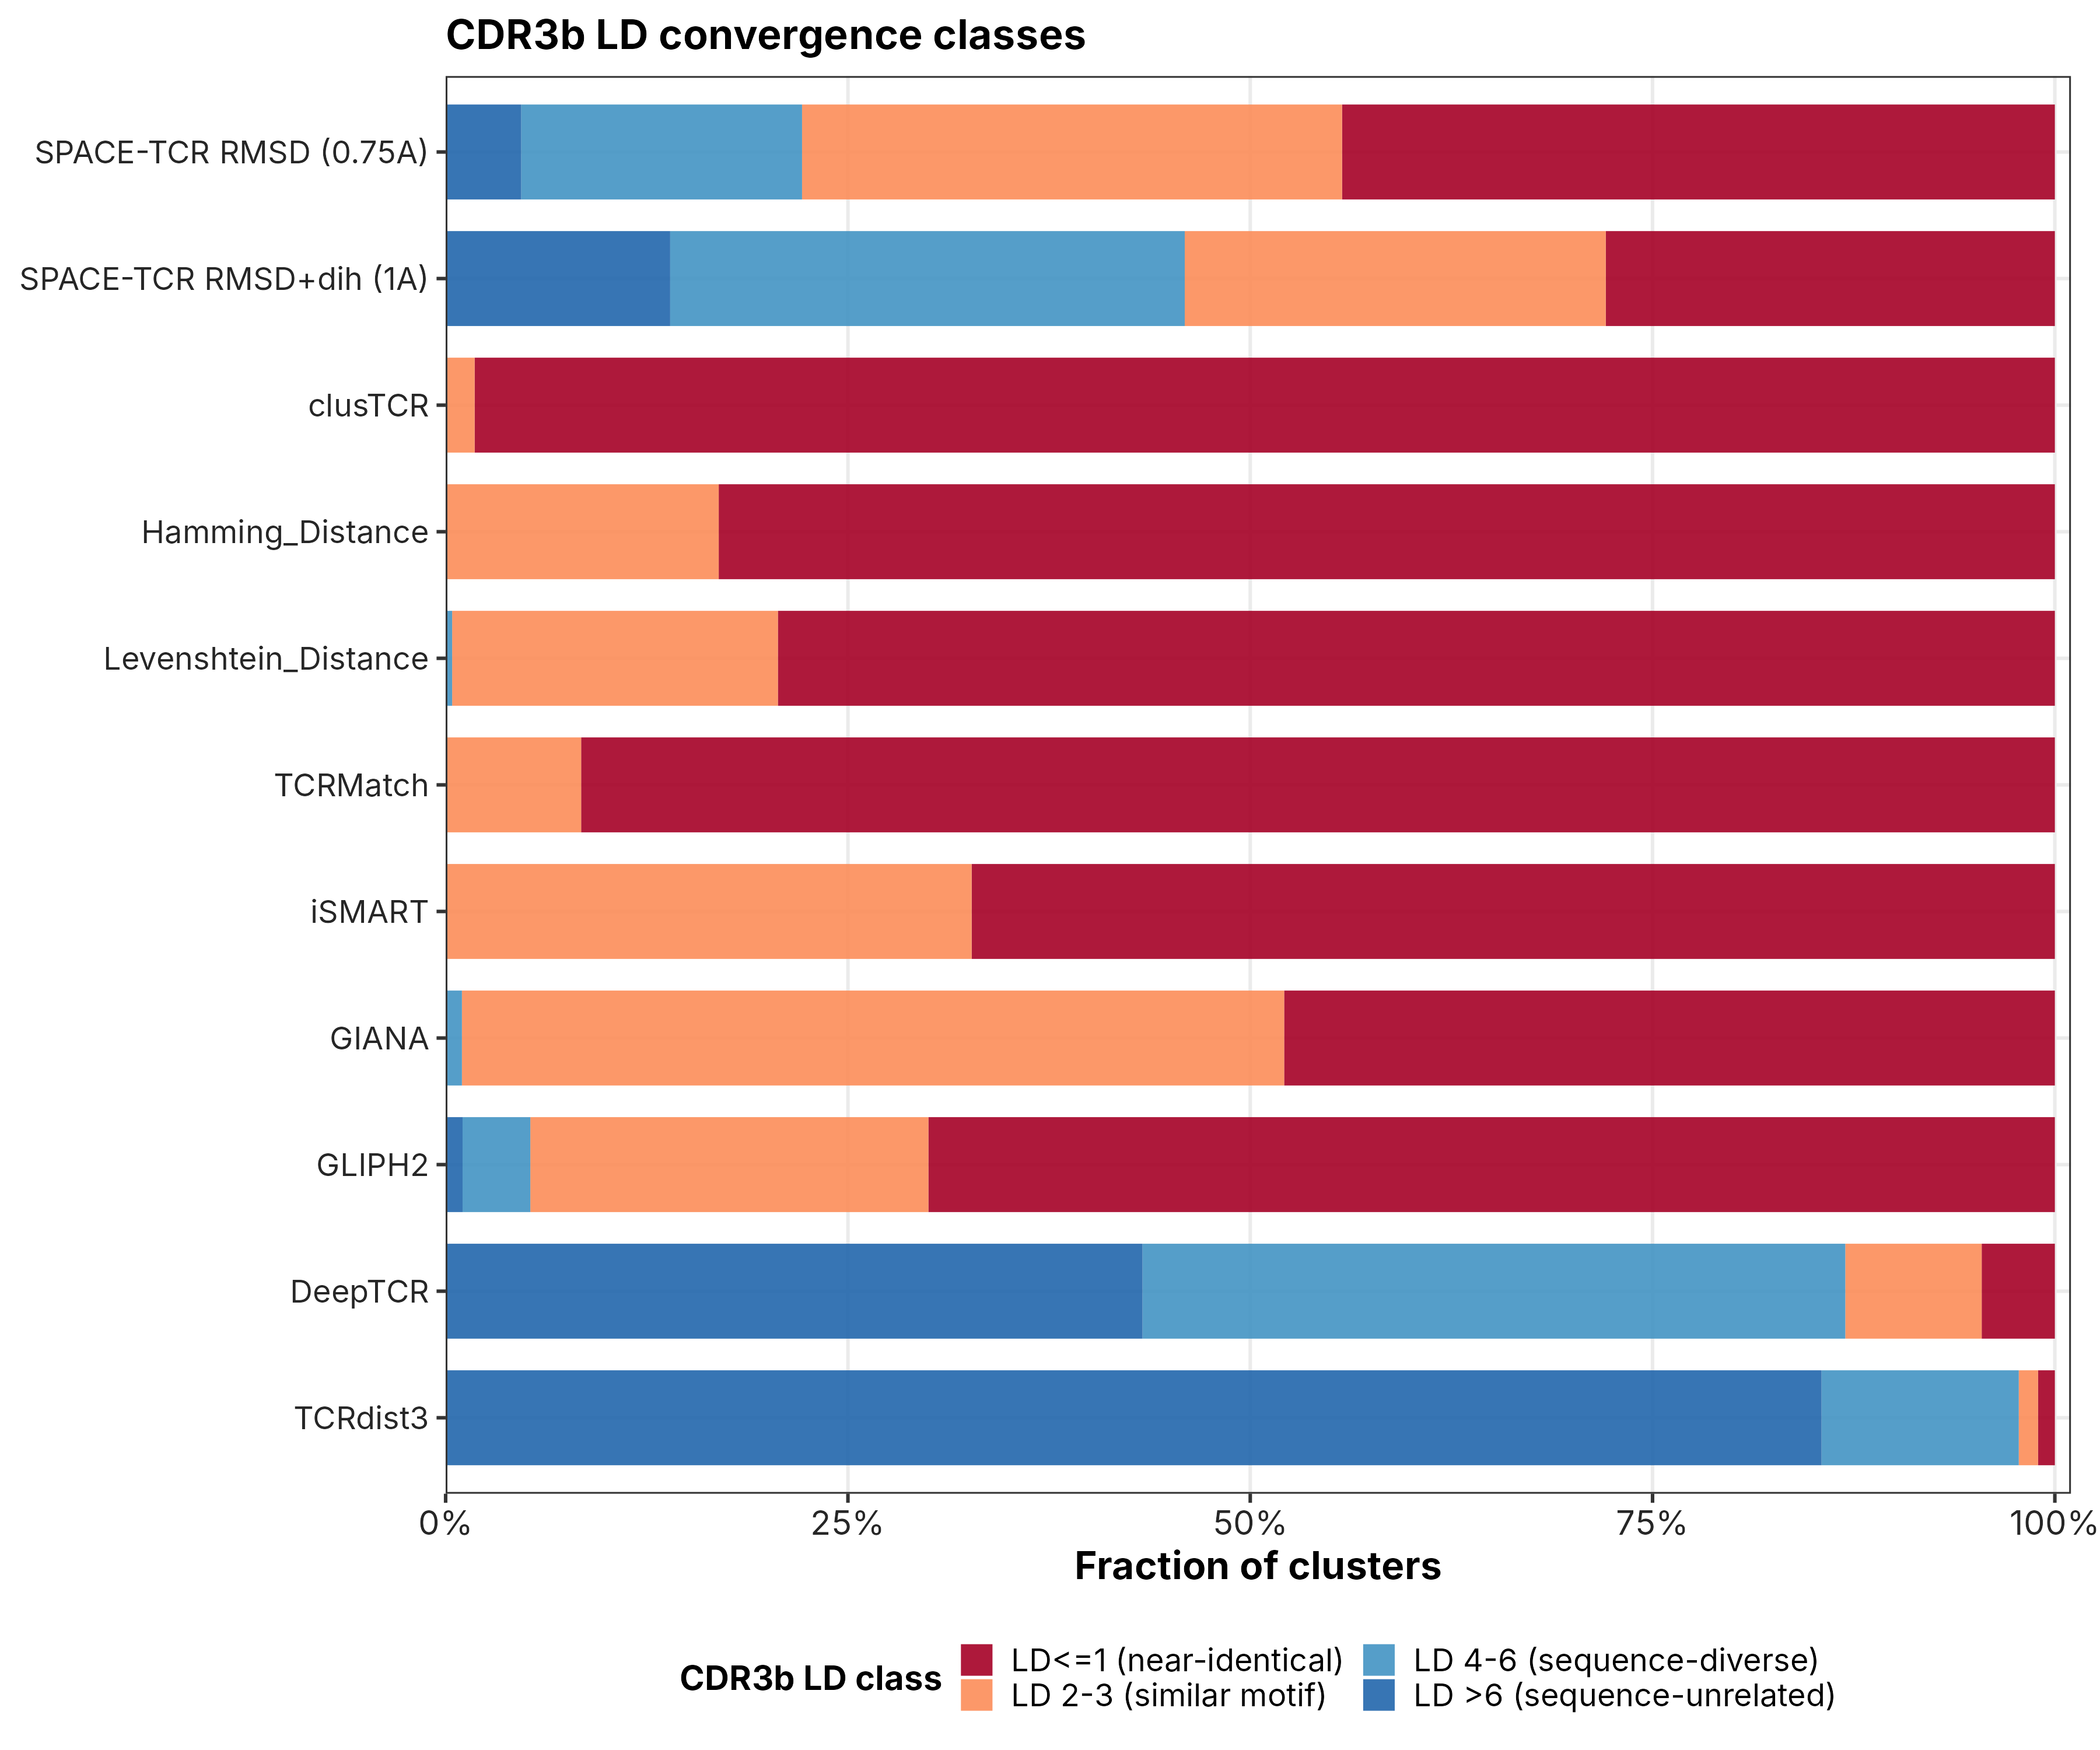 CDR3b LD convergence classes
SPACE-TCR RMSD (0.75A)
SPACE-TCR RMSD+dih (1A)
clusTCR
Hamming_Distance
Levenshtein_Distance
TCRMatch
iSMART
GIANA
GLIPH2
DeepTCR
TCRdist3
0% 25% 50% 75% 100%
Fraction of clusters
CDR3b LD class
LD<=1 (near-identical) LD 4-6 (sequence-diverse)
LD 2-3 (similar motif) LD >6 (sequence-unrelated)